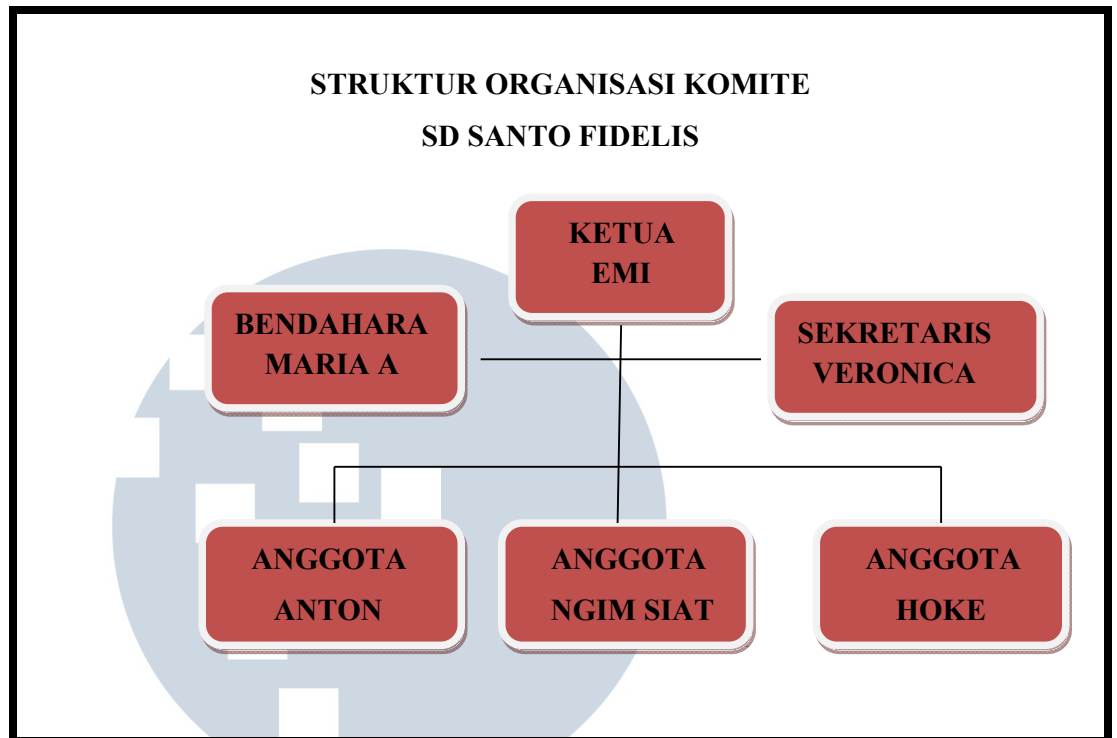 STRUKTUR ORGANISASI KOMITE
SD SANTO FIDELIS
KETUA
EMI
BENDAHARA
MARIA A
SEKRETARIS
VERONICA
ANGGOTA
ANTON
ANGGOTA
NGIM SIAT
ANGGOTA
HOKE